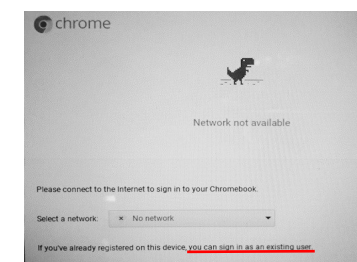 chrome
Network not available
Please connect to the Internet to sign in to your Chromebook.
Select a network:
No network
If you've already registered on this device, you can sign in as an existing user.